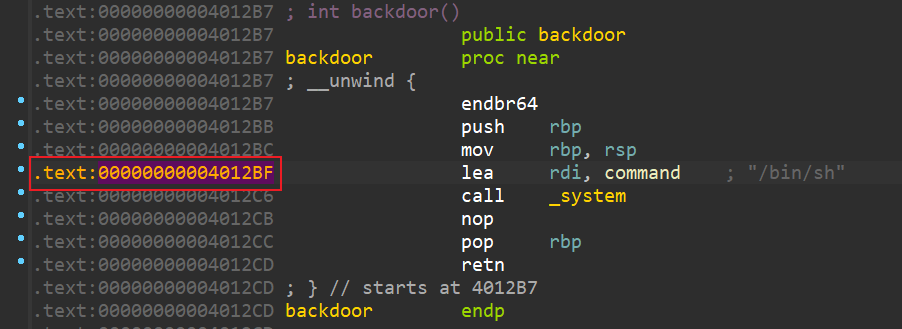 .text:00000000004012B7 ; int backdoor()
.text:00000000004012B7                 public backdoor
.text:00000000004012B7 backdoor        proc near
.text:00000000004012B7 ; __unwind {
.text:00000000004012B7                 endbr64
.text:00000000004012BB                 push    rbp
.text:00000000004012BC                 mov     rbp, rsp
.text:00000000004012BF                 lea     rdi, command    ; "/bin/sh"
.text:00000000004012C6                 call    _system
.text:00000000004012CB                 nop
.text:00000000004012CC                 pop     rbp
.text:00000000004012CD                 retn
.text:00000000004012CD ; } // starts at 4012B7
.text:00000000004012CD backdoor        endp